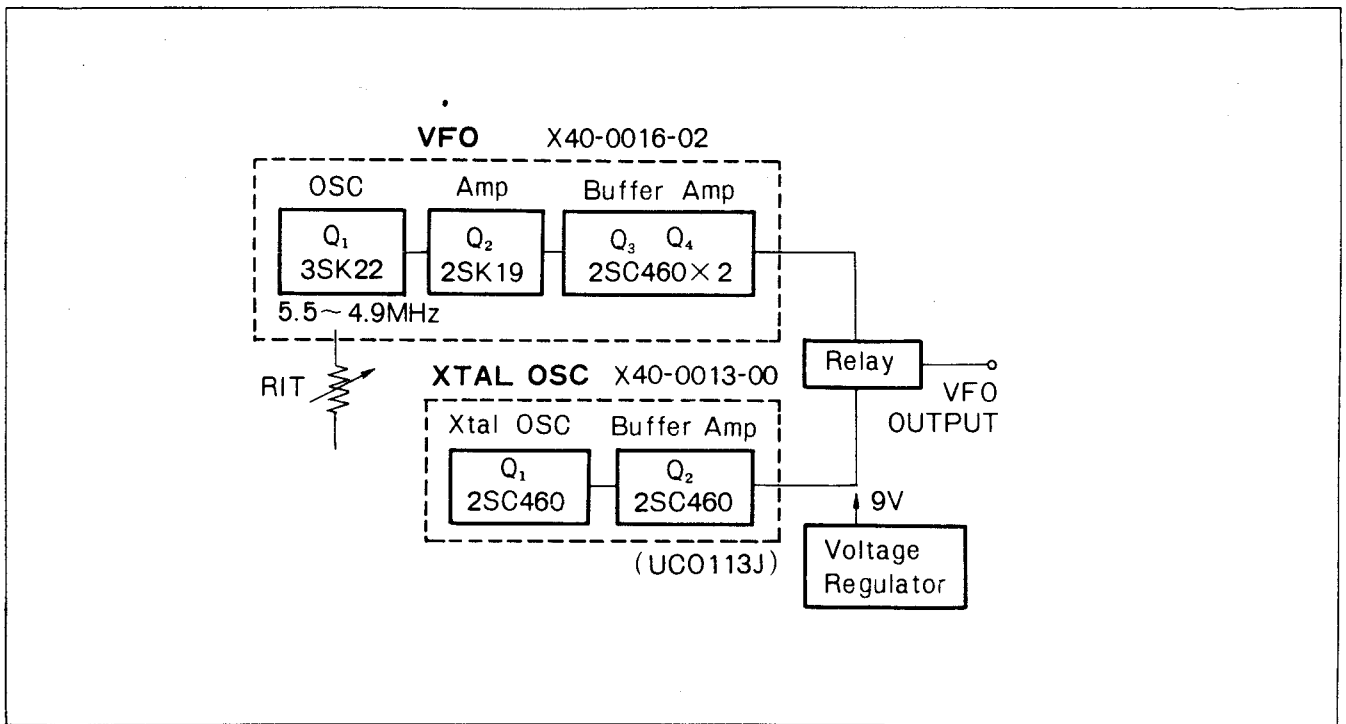 VFO X40-0016-02
OSC Amp Buffer Amp
Q₁
3SK22
Q₂
2SK19
Q₃ Q₄
2SC460×2
5.5~4.9MHz
RIT
XTAL OSC X40-0013-00
Xtal OSC Buffer Amp
Q₁
2SC460
Q₂
2SC460
(UC0113J)
Relay
VFO
OUTPUT
9V
Voltage
Regulator